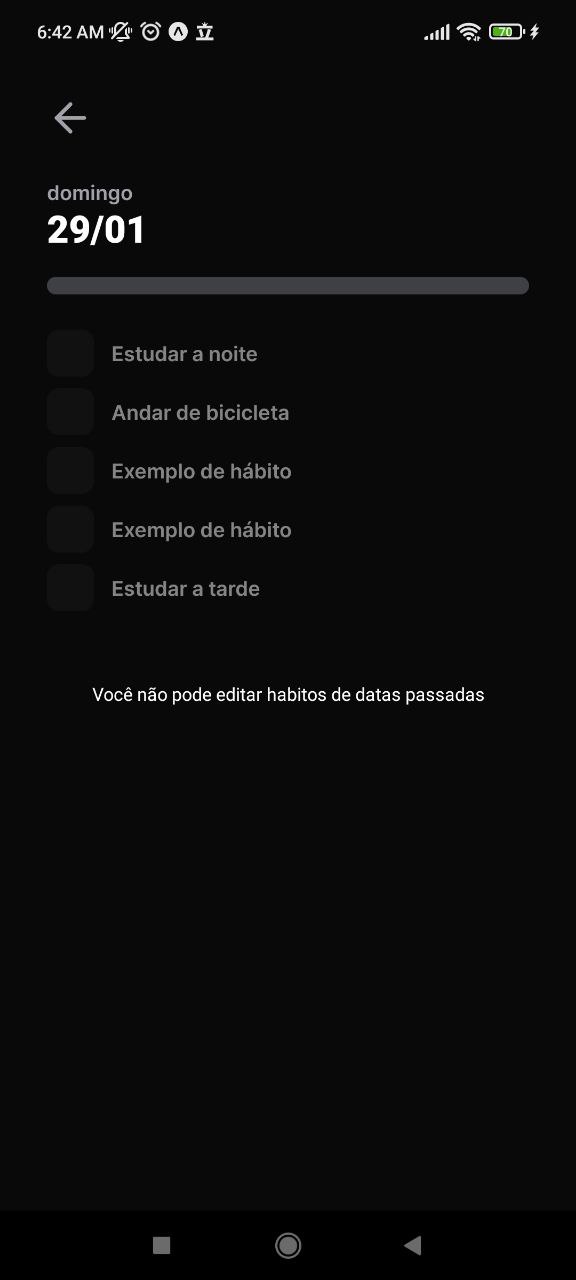 6:42 AM
70
domingo
29/01
Estudar a noite
Andar de bicicleta
Exemplo de hábito
Exemplo de hábito
Estudar a tarde
Você não pode editar habitos de datas passadas